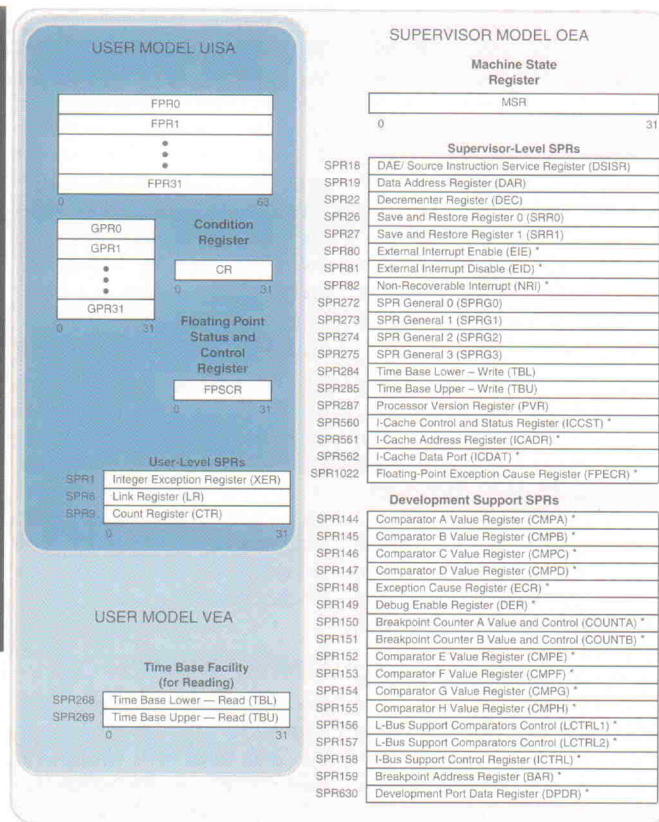 USER MODEL UISA
FPR0
FPR1
FPR31
0 63
GPR0
GPR1
GPR31
0 31
Condition
Register
CR
0 31
Floating Point
Status and
Control
Register
FPSCR
0 31
User-Level SPRs
SPR1 Integer Exception Register (XER)
SPR8 Link Register (LR)
SPR9 Count Register (CTR)
0 31
USER MODEL VEA
Time Base Facility
(for Reading)
SPR268 Time Base Lower — Read (TBL)
SPR269 Time Base Upper — Read (TBU)
0 31
SUPERVISOR MODEL OEA
Machine State
Register
MSR
0 31
Supervisor-Level SPRs
SPR18 DAE/ Source Instruction Service Register (DSISR)
SPR19 Data Address Register (DAR)
SPR22 Decrementer Register (DEC)
SPR26 Save and Restore Register 0 (SRR0)
SPR27 Save and Restore Register 1 (SRR1)
SPR80 External Interrupt Enable (EIE) *
SPR81 External Interrupt Disable (EID) *
SPR82 Non-Recoverable Interrupt (NRI) *
SPR272 SPR General 0 (SPRG0)
SPR273 SPR General 1 (SPRG1)
SPR274 SPR General 2 (SPRG2)
SPR275 SPR General 3 (SPRG3)
SPR284 Time Base Lower – Write (TBL)
SPR285 Time Base Upper – Write (TBU)
SPR287 Processor Version Register (PVR)
SPR560 I-Cache Control and Status Register (ICCST) *
SPR561 I-Cache Address Register (ICADR) *
SPR562 I-Cache Data Port (ICDAT) *
SPR1022 Floating-Point Exception Cause Register (FPECR) *
Development Support SPRs
SPR144 Comparator A Value Register (CMPA) *
SPR145 Comparator B Value Register (CMPB) *
SPR146 Comparator C Value Register (CMPC) *
SPR147 Comparator D Value Register (CMPD) *
SPR148 Exception Cause Register (ECR) *
SPR149 Debug Enable Register (DER) *
SPR150 Breakpoint Counter A Value and Control (COUNTA) *
SPR151 Breakpoint Counter B Value and Control (COUNTB) *
SPR152 Comparator E Value Register (CMPE) *
SPR153 Comparator F Value Register (CMPF) *
SPR154 Comparator G Value Register (CMPG) *
SPR155 Comparator H Value Register (CMPH) *
SPR156 L-Bus Support Comparators Control (LCTRL1) *
SPR157 L-Bus Support Comparators Control (LCTRL2) *
SPR158 I-Bus Support Control Register (ICTRL) *
SPR159 Breakpoint Address Register (BAR) *
SPR630 Development Port Data Register (DPDR) *